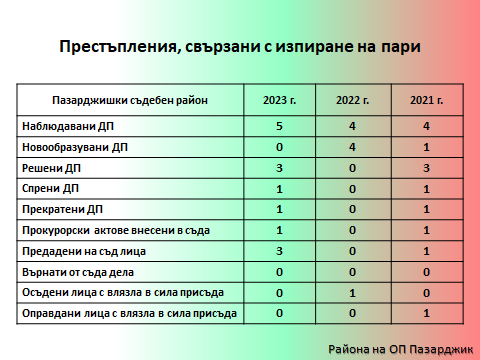 Престъпления, свързани с изпиране на пари
Пазарджишки съдебен район 2023 г. 2022 г. 2021 г.
Наблюдавани ДП 5 4 4
Новообразувани ДП 0 4 1
Решени ДП 3 0 3
Спрени ДП 1 0 1
Прекратени ДП 1 0 1
Прокурорски актове внесени в съда 1 0 1
Предадени на съд лица 3 0 1
Върнати от съда дела 0 0 0
Осъдени лица с влязла в сила присъда 0 1 0
Оправдани лица с влязла в сила присъда 0 0 1
Района на ОП Пазарджик